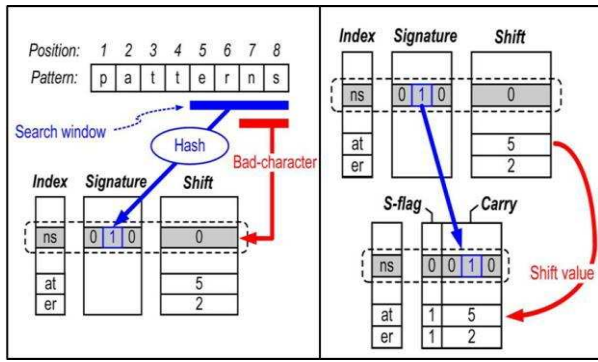 Position: 1 2 3 4 5 6 7 8
Pattern: p a t t e r n s
Search window
Hash
Bad-character
Index Signature Shift
ns 0 1 0 0
at 5
er 2
Index Signature Shift
ns 0 1 0 0
at 5
er 2
S-flag Carry
ns 0 0 1 0
Shift value
at 1 5
er 1 2